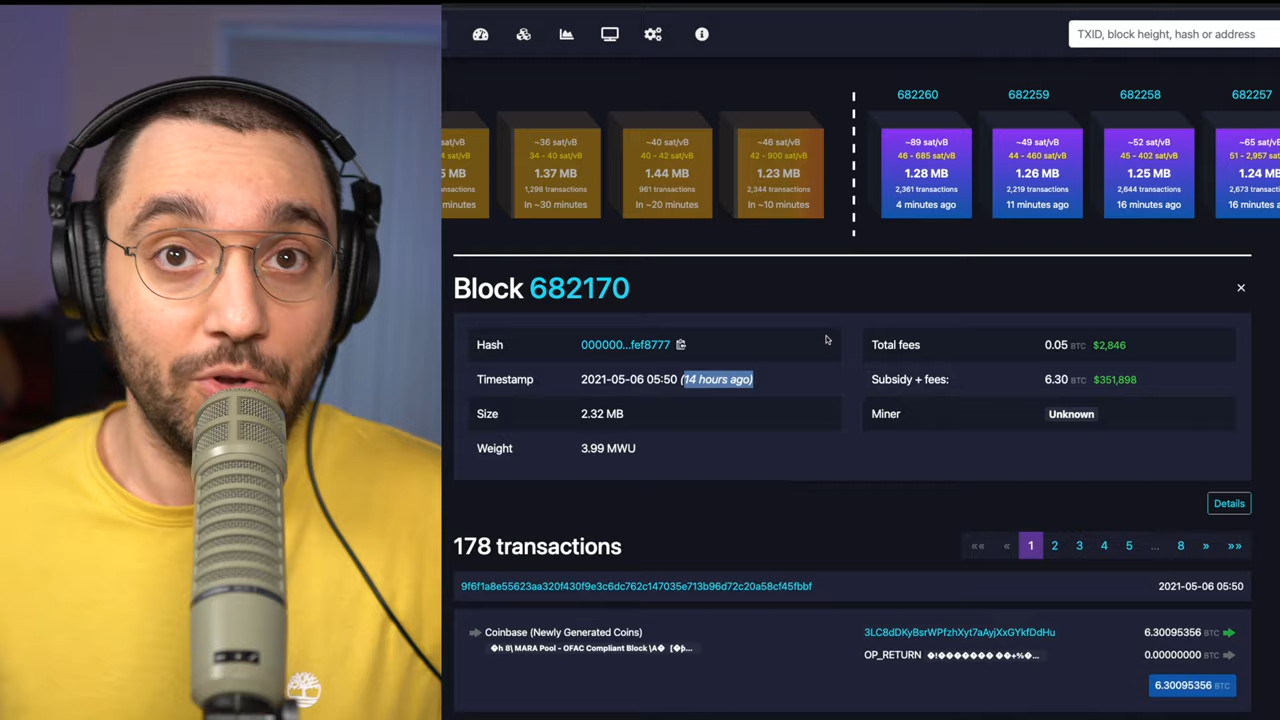 TXID, block height, hash or address
682260 682259 682258 682257
sat/vB ~36 sat/vB ~40 sat/vB ~46 sat/vB ~89 sat/vB ~49 sat/vB ~52 sat/vB ~65 sat/
sat/vB 34 - 40 sat/vB 40 - 42 sat/vB 42 - 900 sat/vB 46 - 685 sat/vB 44 - 460 sat/vB 45 - 402 sat/vB 51 - 2,957 sat
MB 1.37 MB 1.44 MB 1.23 MB 1.28 MB 1.26 MB 1.25 MB 1.24 M
1,298 transactions 961 transactions 2,344 transactions 2,361 transactions 2,219 transactions 2,644 transactions 2,673 transact
minutes In ~30 minutes In ~20 minutes In ~10 minutes 4 minutes ago 11 minutes ago 16 minutes ago 16 minutes
Block 682170 ×
Hash 000000...fef8777 Total fees 0.05 BTC $2,846
Timestamp 2021-05-06 05:50 (14 hours ago) Subsidy + fees: 6.30 BTC $351,898
Size 2.32 MB Miner Unknown
Weight 3.99 MWU
Details
178 transactions «« « 1 2 3 4 5 ... 8 » »»
9f6f1a8e55623aa320f430f9e3c6dc762c147035e713b96d72c20a58cf45fbbf 2021-05-06 05:50
Coinbase (Newly Generated Coins) 3LC8dDKyBsrWPfzhXyt7aAyjXxGYkfDdHu 6.30095356 BTC
�h 8\ MARA Pool - OFAC Compliant Block \A� OP_RETURN 0.00000000 BTC
6.30095356 BTC